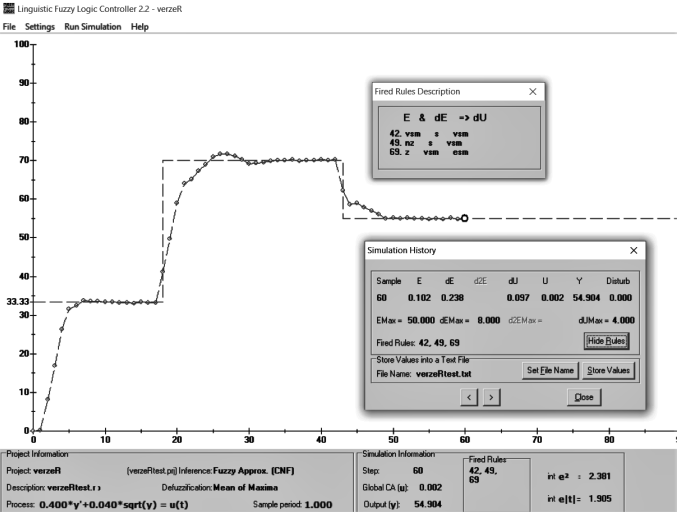 Linguistic Fuzzy Logic Controller 2.2 - verzeR
File Settings Run Simulation Help
100
90
80
70
60
50
40
33.33
30
20
10
0
0 10 20 30 40 50 60 70 80
Fired Rules Description
E & dE => dU
42. vsm s vsm
49. nz s vsm
69. z vsm esm
Simulation History
Sample E dE d2E dU U Y Disturb
60 0.102 0.238 0.097 0.002 54.904 0.000
EMax = 50.000 dEMax = 8.000 d2EMax = dUMax = 4.000
Fired Rules: 42, 49, 69 Hide Rules
Store Values into a Text File
File Name: verzeRtest.txt Set File Name Store Values
< > Close
Project Information
Project: verzeR (verzeRtest.prj) Inference: Fuzzy Approx. (CNF)
Description: Defuzzification: Mean of Maxima
Process: 0.400*y'+0.040*sqrt(y) = u(t) Sample period: 1.000
Simulation Information
Step: 60
Global CA (u): 0.002
Output (y): 54.904
Fired Rules
42, 49,
69
int e² : 2.381
int e|t|= 1.905